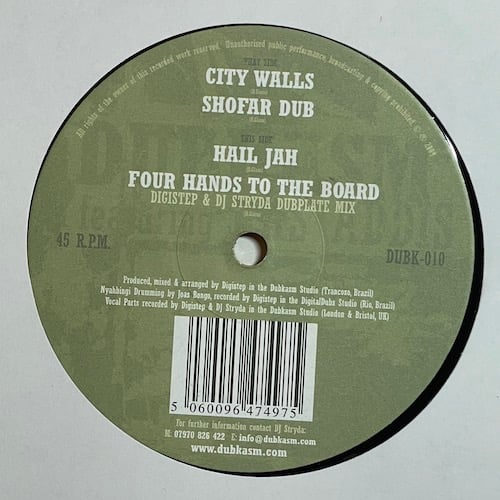 All rights of the owner of this recorded work reserved. Unauthorised public performance, broadcasting & copying prohibited.
THAT SIDE
CITY WALLS
SHOFAR DUB
THIS SIDE
HAIL JAH
FOUR HANDS TO THE BOARD
DIGISTEP & DJ STRYDA DUBPLATE MIX
45 R.P.M.
DUBK-010
Produced, mixed & arranged by Digistep in the Dubkasm Studio (Trancoso, Brazil)
Nyahbingi Drumming by Joas Bongo, recorded by Digistep in the DigitalDubs Studio (Rio, Brazil)
Vocal Parts recorded by Digistep & DJ Stryda in the Dubkasm Studio (London & Bristol, UK)
5 060096 474975
For further information contact DJ Stryda:
M: 07970 826 422 E: info@dubkasm.com
www.dubkasm.com